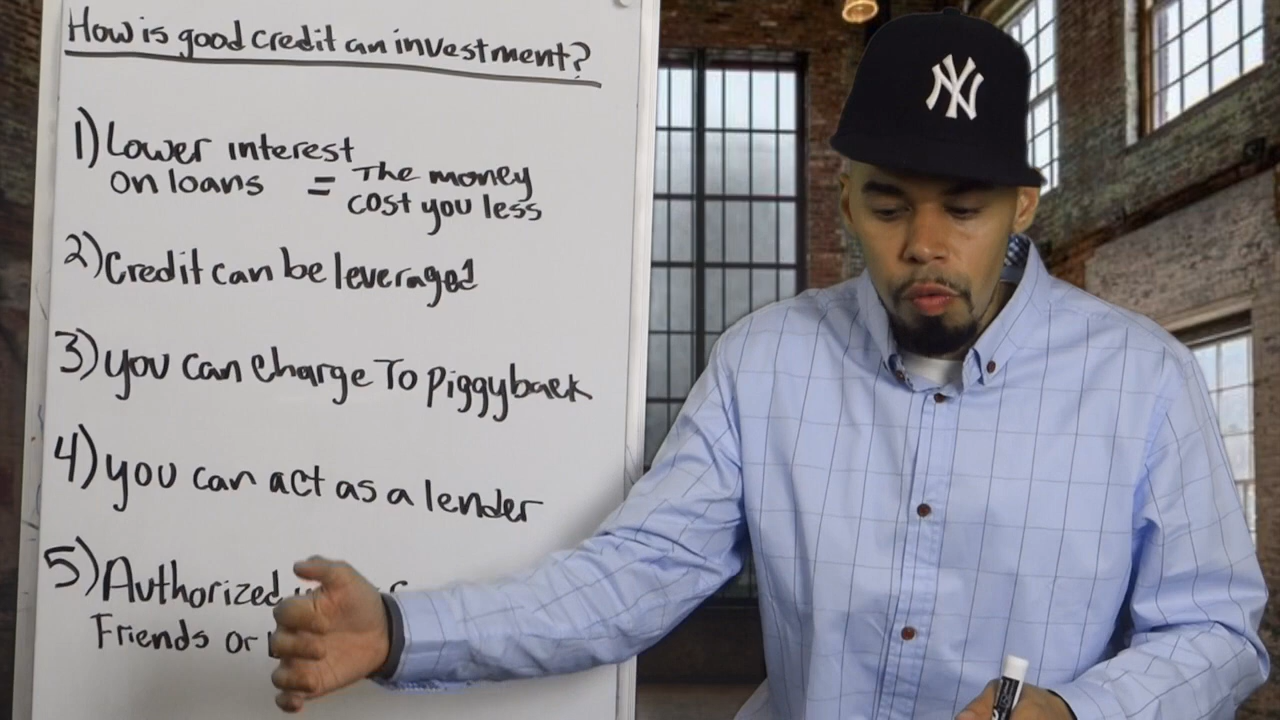 How is good credit an investment?
1) Lower interest
on loans = The money
cost you less
2) Credit can be leveraged
3) you can charge To piggyback
4) you can act as a lender
5) Authorized
Friends or
NY